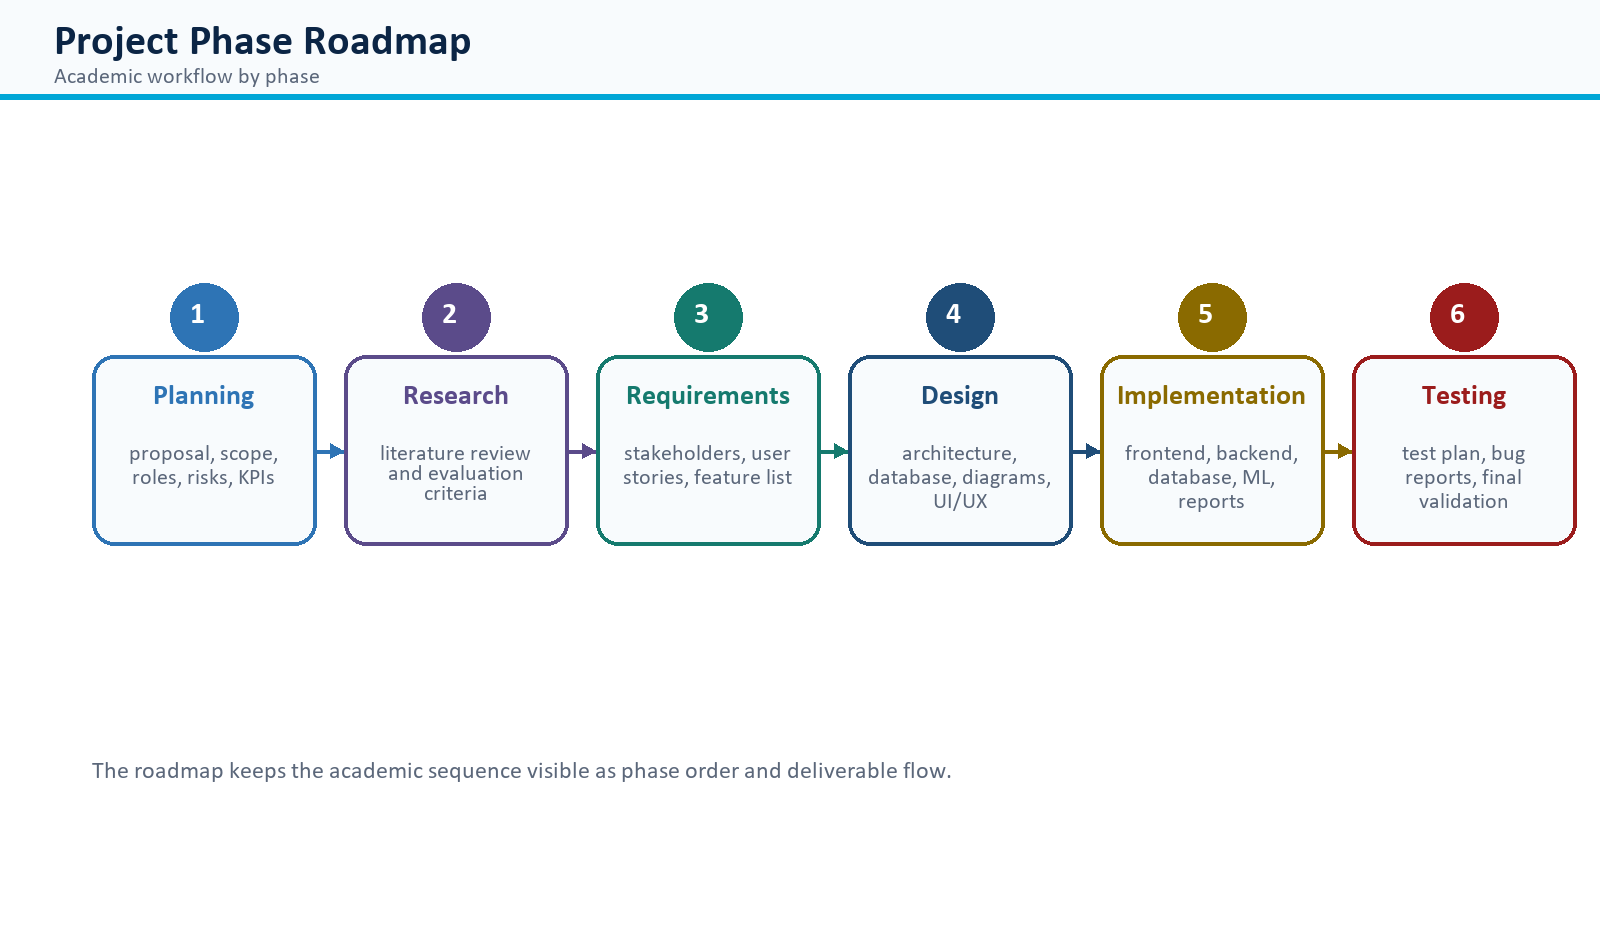 Project Phase Roadmap
Academic workflow by phase
1
Planning
proposal, scope,
roles, risks, KPIs
2
Research
literature review
and evaluation
criteria
3
Requirements
stakeholders, user
stories, feature list
4
Design
architecture,
database, diagrams,
UI/UX
5
Implementation
frontend, backend,
database, ML,
reports
6
Testing
test plan, bug
reports, final
validation
The roadmap keeps the academic sequence visible as phase order and deliverable flow.